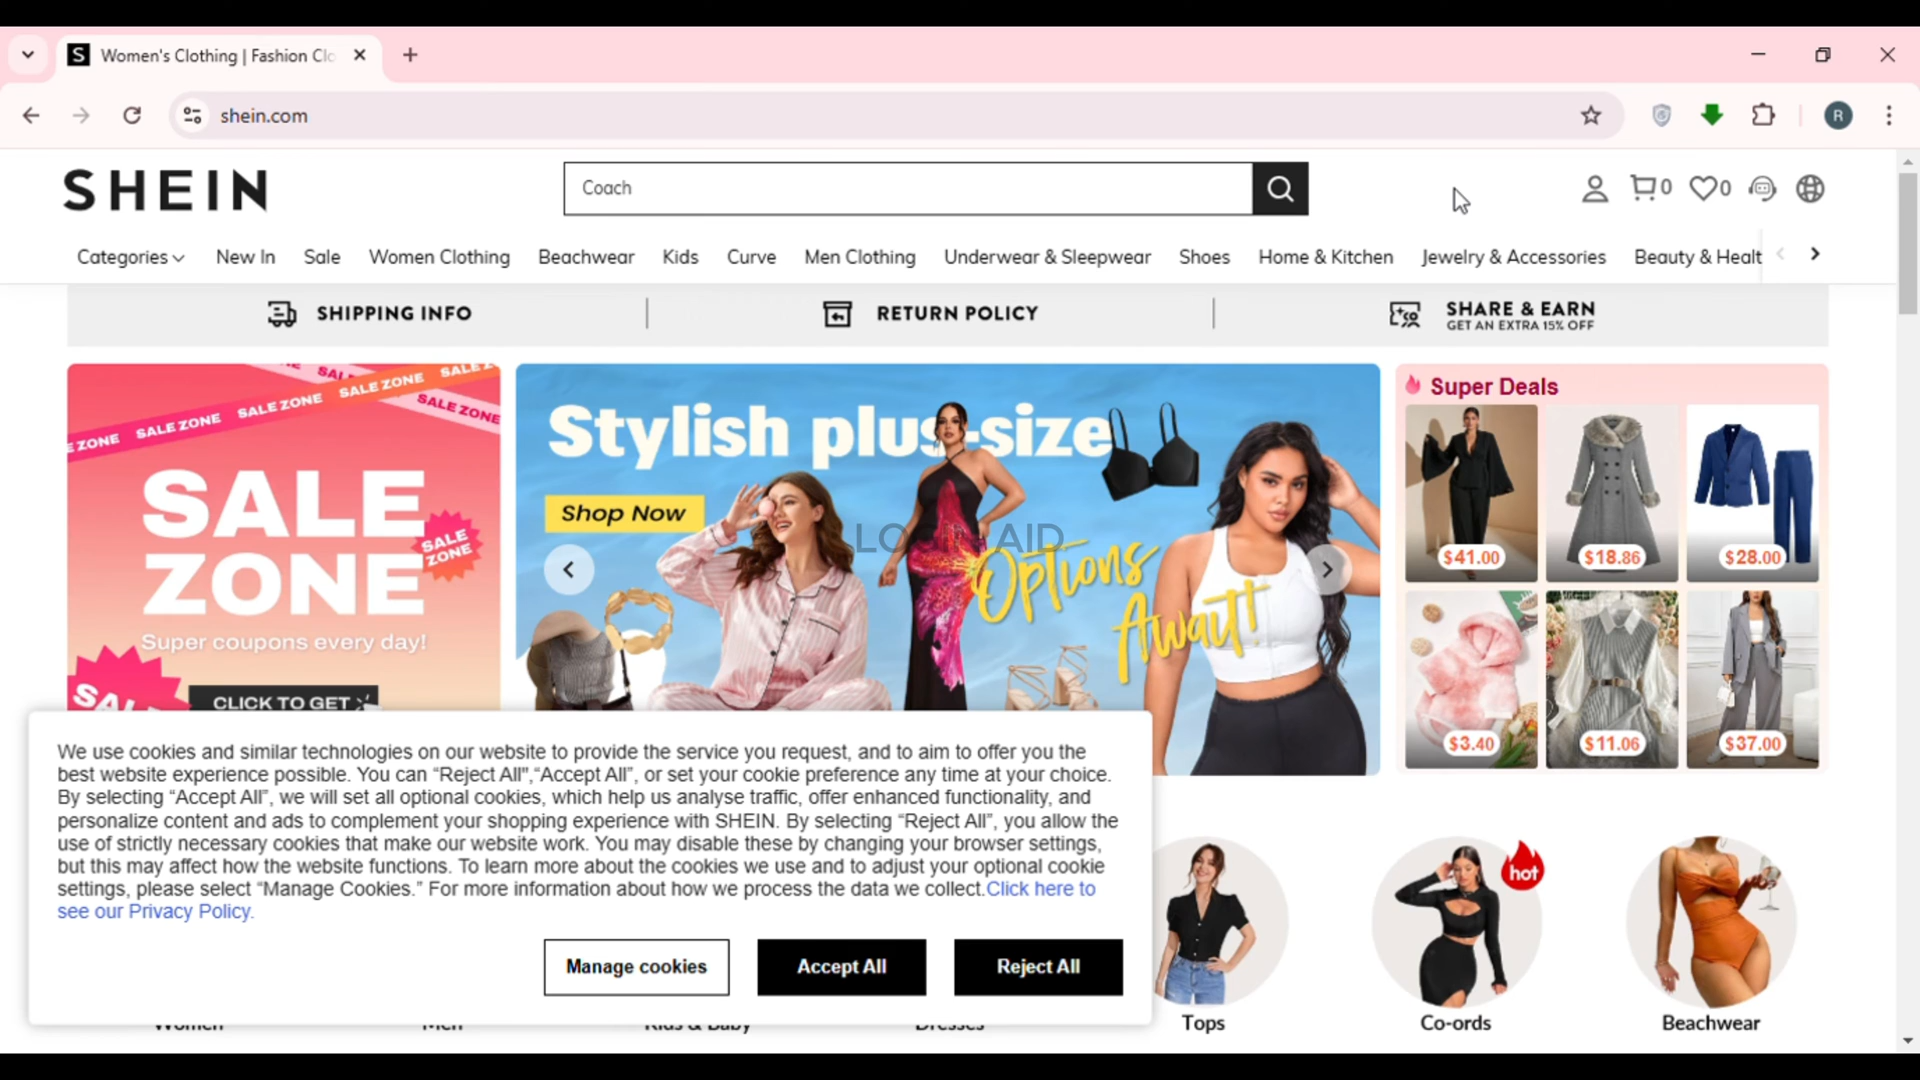 S Women's Clothing | Fashion Clo
shein.com
R
SHEIN
Coach
0
0
Categories
New In
Sale
Women Clothing
Beachwear
Kids
Curve
Men Clothing
Underwear & Sleepwear
Shoes
Home & Kitchen
Jewelry & Accessories
Beauty & Healt
SHIPPING INFO
RETURN POLICY
SHARE & EARN
GET AN EXTRA 15% OFF
SALE ZONE SALE ZONE SALE ZONE
SALE ZONE
SALE
ZONE
SALE
ZONE
Super coupons every day!
CLICK TO GET
Stylish plus-size
Shop Now
Options
Await!
LOGIN AID
Super Deals
$41.00
$18.86
$28.00
$3.40
$11.06
$37.00
We use cookies and similar technologies on our website to provide the service you request, and to aim to offer you the
best website experience possible. You can “Reject All",“Accept All”, or set your cookie preference any time at your choice.
By selecting “Accept All”, we will set all optional cookies, which help us analyse traffic, offer enhanced functionality, and
personalize content and ads to complement your shopping experience with SHEIN. By selecting “Reject All”, you allow the
use of strictly necessary cookies that make our website work. You may disable these by changing your browser settings,
but this may affect how the website functions. To learn more about the cookies we use and to adjust your optional cookie
settings, please select “Manage Cookies.” For more information about how we process the data we collect.Click here to
see our Privacy Policy.
Manage cookies
Accept All
Reject All
hot
Women
Men
Kids & Baby
Dresses
Tops
Co-ords
Beachwear